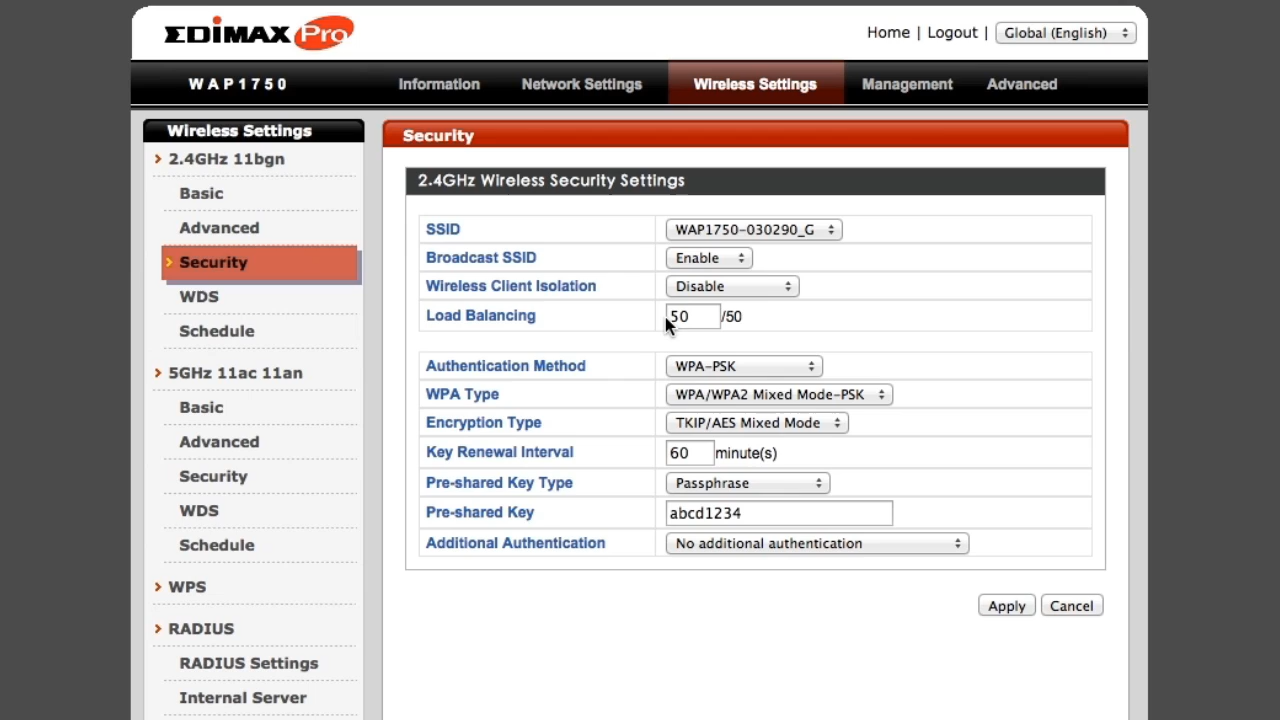 EDIMAX Pro
Home | Logout | Global (English)
WAP1750 Information Network Settings Wireless Settings Management Advanced
Wireless Settings
2.4GHz 11bgn
Basic
Advanced
Security
WDS
Schedule
5GHz 11ac 11an
Basic
Advanced
Security
WDS
Schedule
WPS
RADIUS
RADIUS Settings
Internal Server
Security
2.4GHz Wireless Security Settings
SSID WAP1750-030290_G
Broadcast SSID Enable
Wireless Client Isolation Disable
Load Balancing 50 /50
Authentication Method WPA-PSK
WPA Type WPA/WPA2 Mixed Mode-PSK
Encryption Type TKIP/AES Mixed Mode
Key Renewal Interval 60 minute(s)
Pre-shared Key Type Passphrase
Pre-shared Key abcd1234
Additional Authentication No additional authentication
Apply Cancel